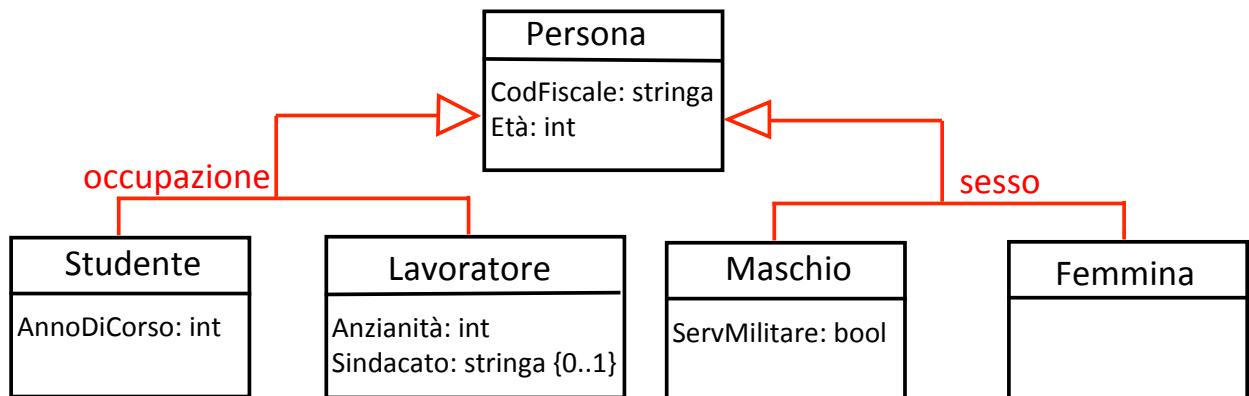 Persona
CodFiscale: stringa
Età: int
occupazione
sesso
Studente
AnnoDiCorso: int
Lavoratore
Anzianità: int
Sindacato: stringa {0..1}
Maschio
ServMilitare: bool
Femmina